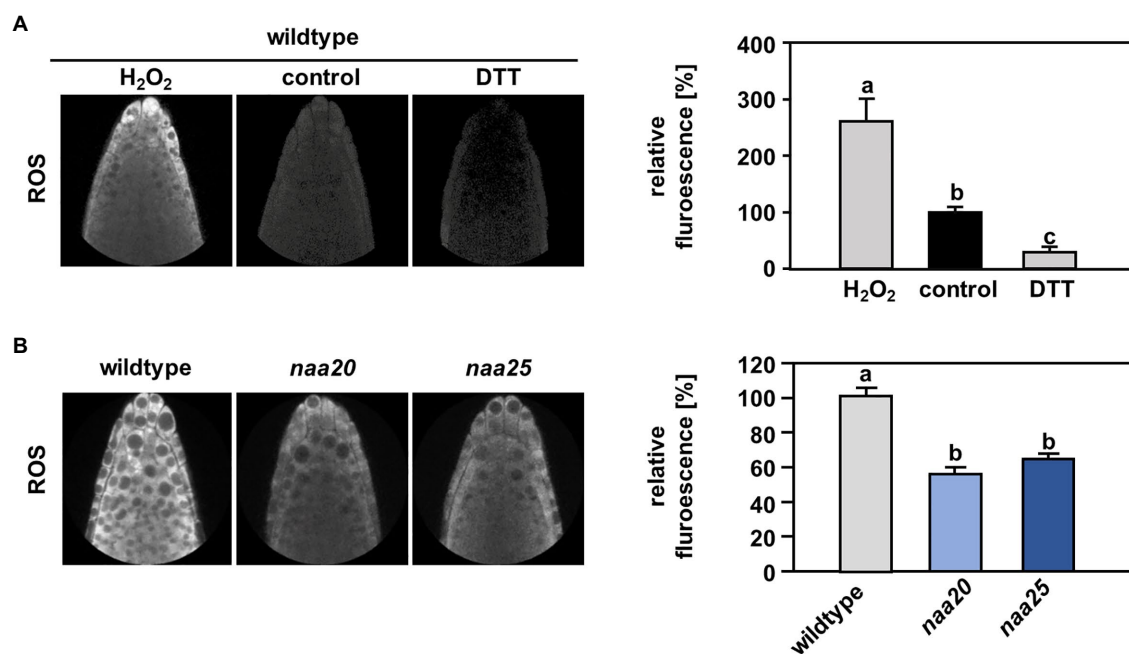 A
wildtype
H₂O₂ control DTT
ROS
relative
fluroescence [%]
400
300
200
100
0
a
b
c
H₂O₂ control DTT
B
wildtype naa20 naa25
ROS
relative
fluroescence [%]
120
100
80
60
40
20
0
a
b
b
wildtype
naa20
naa25